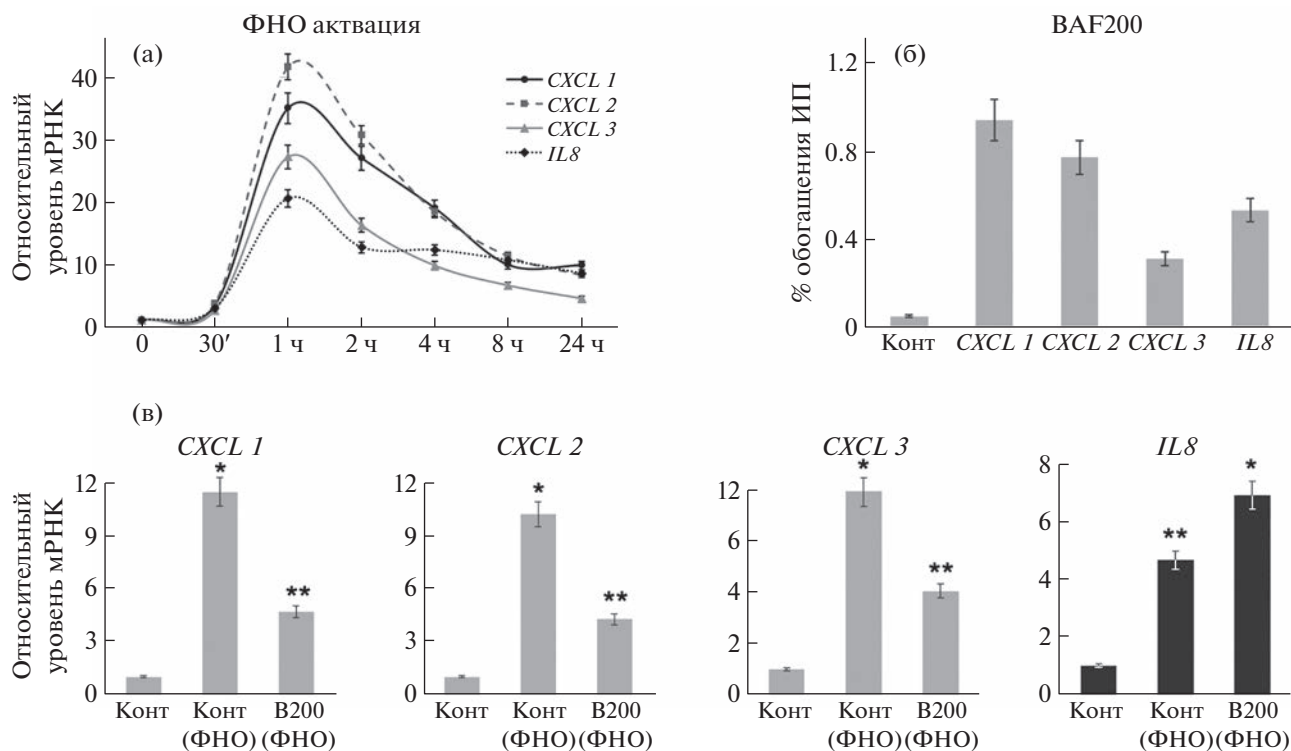 ФНО актвация
(а)
Относительный
уровень мРНК
40
30
20
10
0
0 30′ 1 ч 2 ч 4 ч 8 ч 24 ч
CXCL 1
CXCL 2
CXCL 3
IL8
BAF200
(б)
% обогащения ИП
1.2
0.8
0.4
0
Конт CXCL 1 CXCL 2 CXCL 3 IL8
(в)
Относительный
уровень мРНК
CXCL 1
12
9
6
3
0
*
**
Конт Конт B200
(ФНО) (ФНО)
CXCL 2
12
9
6
3
0
*
**
Конт Конт B200
(ФНО) (ФНО)
CXCL 3
12
6
4
2
0
*
**
Конт Конт B200
(ФНО) (ФНО)
IL8
8
6
4
2
0
**
*
Конт Конт B200
(ФНО) (ФНО)